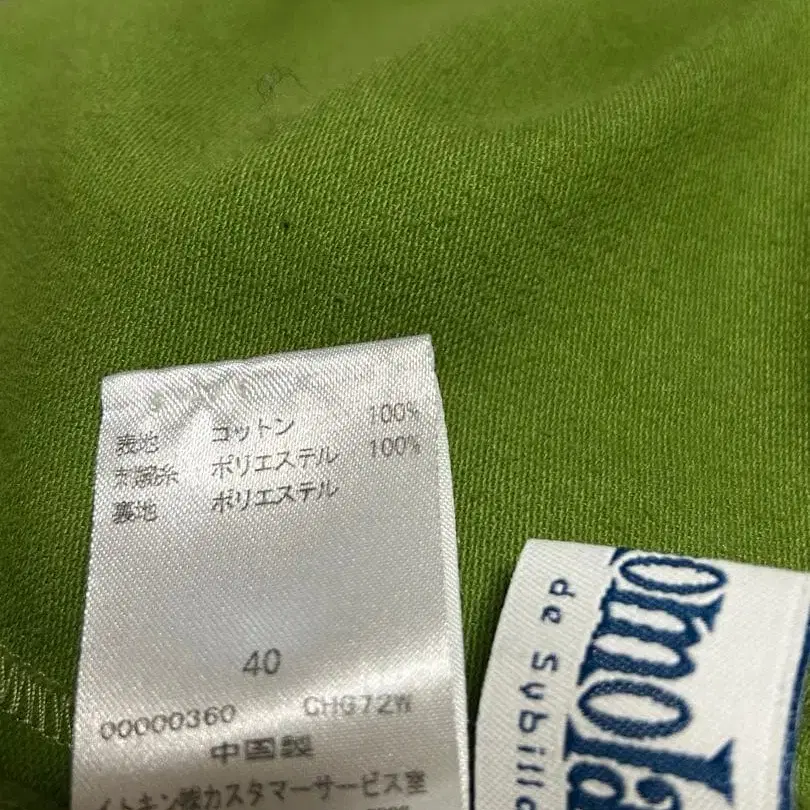 表地 コットン 100%
刺繍糸 ポリエステル 100%
裏地 ポリエステル
40
00000360 CHG72W
中国製
イトキン㈱カスタマーサービス室
de Sybilla